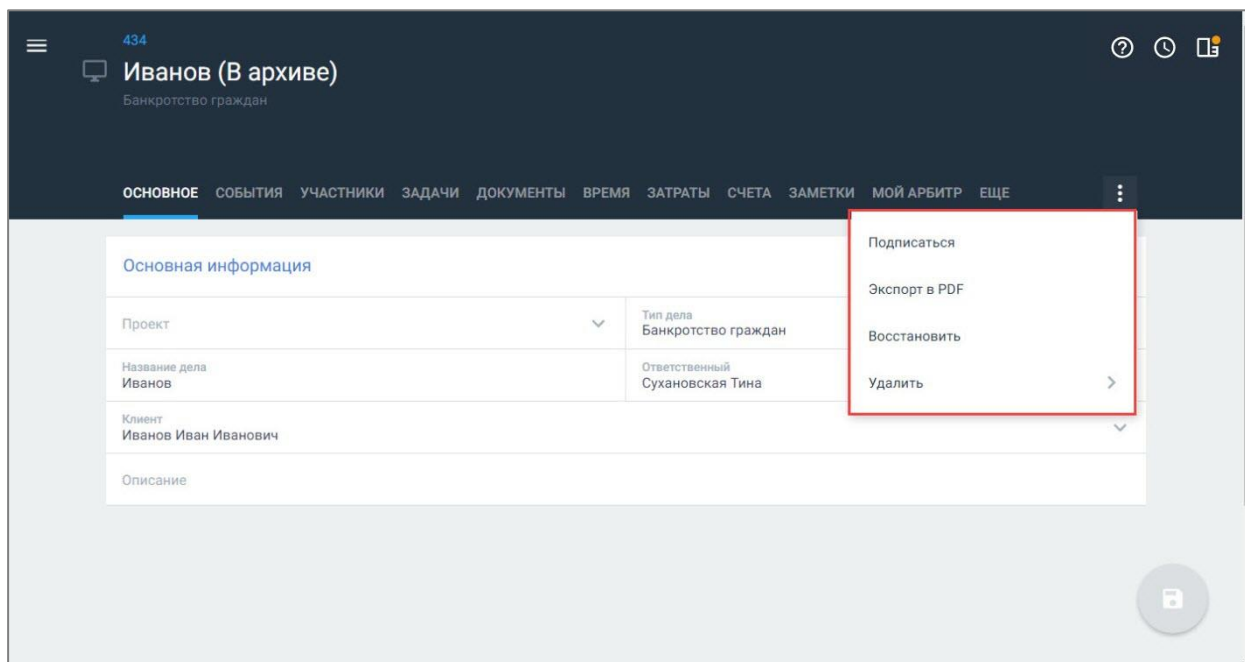 434
Иванов (В архиве)
Банкротство граждан
ОСНОВНОЕ СОБЫТИЯ УЧАСТНИКИ ЗАДАЧИ ДОКУМЕНТЫ ВРЕМЯ ЗАТРАТЫ СЧЕТА ЗАМЕТКИ МОЙ АРБИТР ЕЩЕ
Подписаться
Экспорт в PDF
Восстановить
Удалить
Основная информация
Проект
Тип дела
Банкротство граждан
Название дела
Иванов
Ответственный
Сухановская Тина
Клиент
Иванов Иван Иванович
Описание